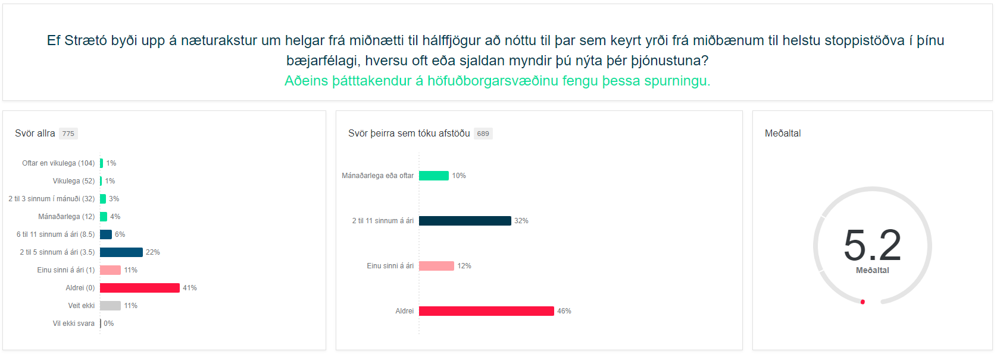 Ef Strætó byði upp á næturakstur um helgar frá miðnætti til hálffjögur að nóttu til þar sem keyrt yrði frá miðbænum til helstu stoppistöðva í þínu
bæjarfélagi, hversu oft eða sjaldan myndir þú nýta þér þjónustuna?
Aðeins þátttakendur á höfuðborgarsvæðinu fengu þessa spurningu.
Svör allra 775
Oftar en vikulega (104) 1%
Vikulega (52) 1%
2 til 3 sinnum í mánuði (32) 3%
Mánaðarlega (12) 4%
6 til 11 sinnum á ári (8.5) 6%
2 til 5 sinnum á ári (3.5) 22%
Einu sinni á ári (1) 11%
Aldrei (0) 41%
Veit ekki 11%
Vil ekki svara 0%
Svör þeirra sem tóku afstöðu 689
Mánaðarlega eða oftar 10%
2 til 11 sinnum á ári 32%
Einu sinni á ári 12%
Aldrei 46%
Meðaltal
5.2
Meðaltal